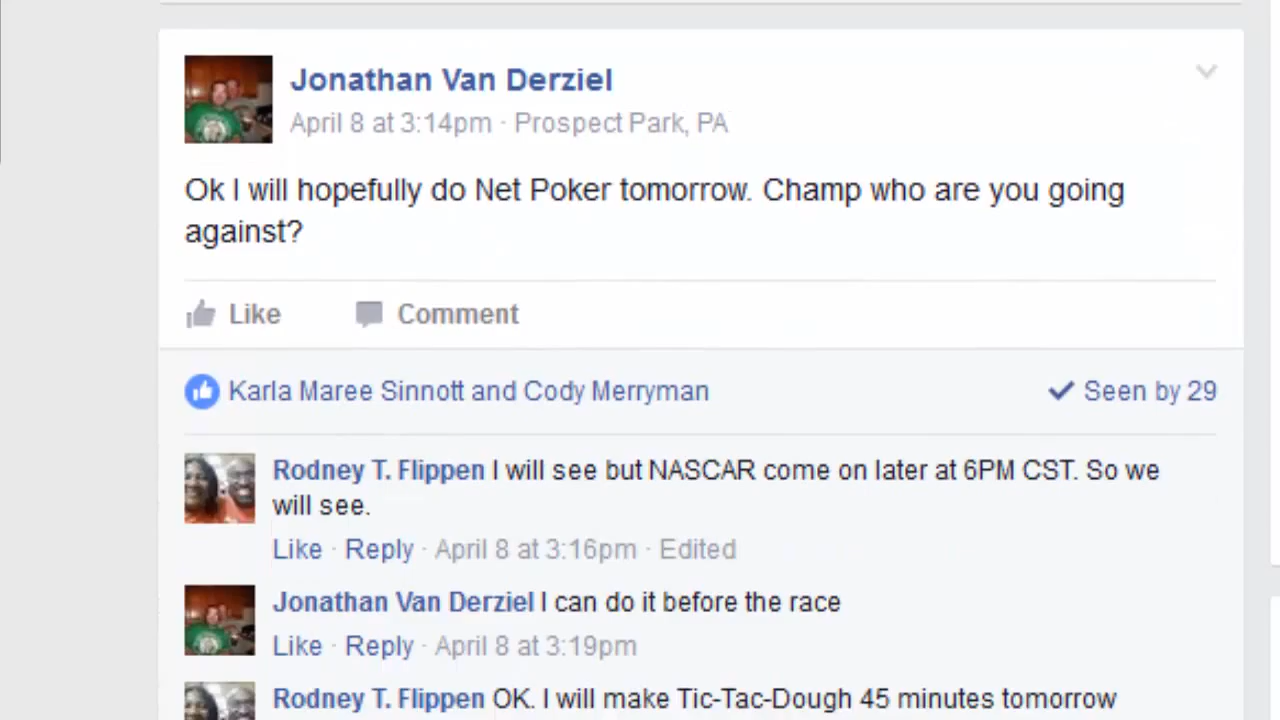 Jonathan Van Derziel
April 8 at 3:14pm · Prospect Park, PA
Ok I will hopefully do Net Poker tomorrow. Champ who are you going
against?
Like Comment
Karla Maree Sinnott and Cody Merryman Seen by 29
Rodney T. Flippen I will see but NASCAR come on later at 6PM CST. So we
will see.
Like · Reply · April 8 at 3:16pm · Edited
Jonathan Van Derziel I can do it before the race
Like · Reply · April 8 at 3:19pm
Rodney T. Flippen OK. I will make Tic-Tac-Dough 45 minutes tomorrow